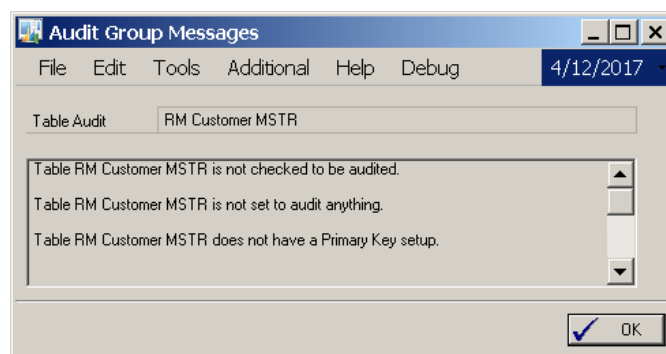 Audit Group Messages
File Edit Tools Additional Help Debug 4/12/2017
Table Audit RM Customer MSTR
Table RM Customer MSTR is not checked to be audited.
Table RM Customer MSTR is not set to audit anything.
Table RM Customer MSTR does not have a Primary Key setup.
OK